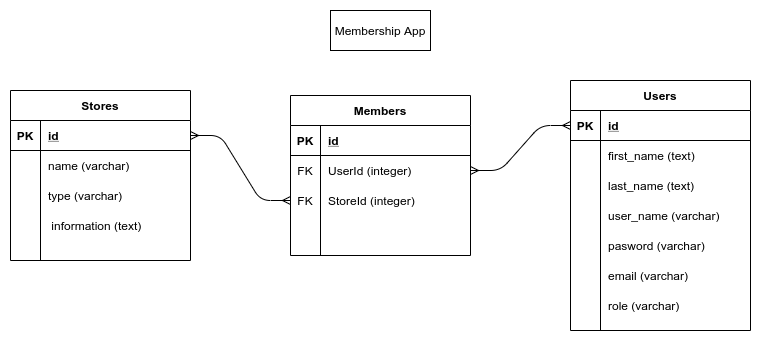 Membership App
Stores
PK id
name (varchar)
type (varchar)
information (text)
Members
PK id
FK UserId (integer)
FK StoreId (integer)
Users
PK id
first_name (text)
last_name (text)
user_name (varchar)
pasword (varchar)
email (varchar)
role (varchar)